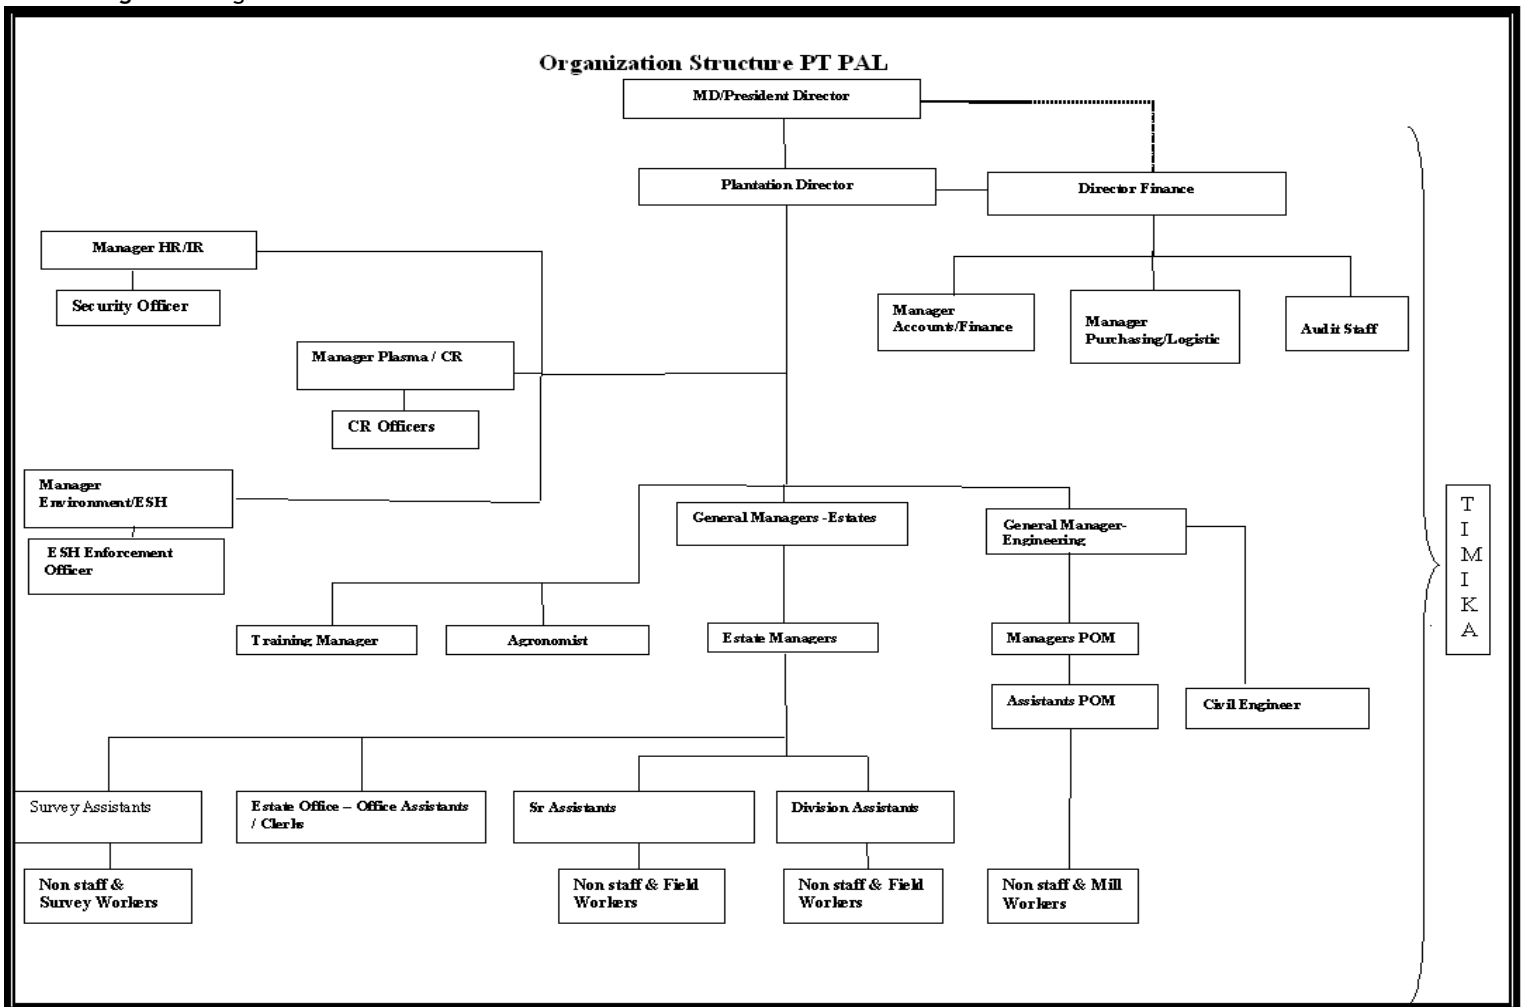 Organization Structure PT PAL
MD/President Director
Plantation Director
Director Finance
Manager HR/IR
Security Officer
Manager
Accounts/Finance
Manager
Purchasing/Logistic
Audit Staff
Manager Plasma / CR
CR Officers
Manager
Environment/ESH
ESH Enforcement
Officer
General Managers -Estates
General Manager-
Engineering
T
I
M
I
K
A
Training Manager
Agronomist
Estate Managers
Managers POM
Assistants POM
Civil Engineer
Survey Assistants
Estate Office – Office Assistants
/ Clerks
Sr Assistants
Division Assistants
Non staff &
Survey Workers
Non staff & Field
Workers
Non staff & Field
Workers
Non staff & Mill
Workers